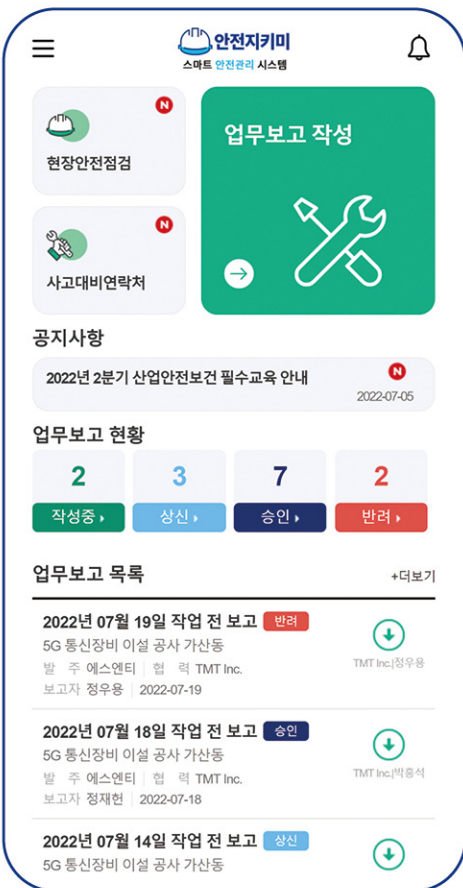 안전지키미
스마트 안전관리 시스템
N
현장안전점검
업무보고 작성
N
사고대비연락처
공지사항
2022년 2분기 산업안전보건 필수교육 안내
N
2022-07-05
업무보고 현황
2 3 7 2
작성중 상신 승인 반려
업무보고 목록 +더보기
2022년 07월 19일 작업 전 보고 반려
5G 통신장비 이설 공사 가산동
발 주 에스엔티 | 협 력 TMT Inc.
TMT Inc.|정우용
보고자 정우용 | 2022-07-19
2022년 07월 18일 작업 전 보고 승인
5G 통신장비 이설 공사 가산동
발 주 에스엔티 | 협 력 TMT Inc.
TMT Inc.|박홍석
보고자 정재헌 | 2022-07-18
2022년 07월 14일 작업 전 보고 상신
5G 통신장비 이설 공사 가산동